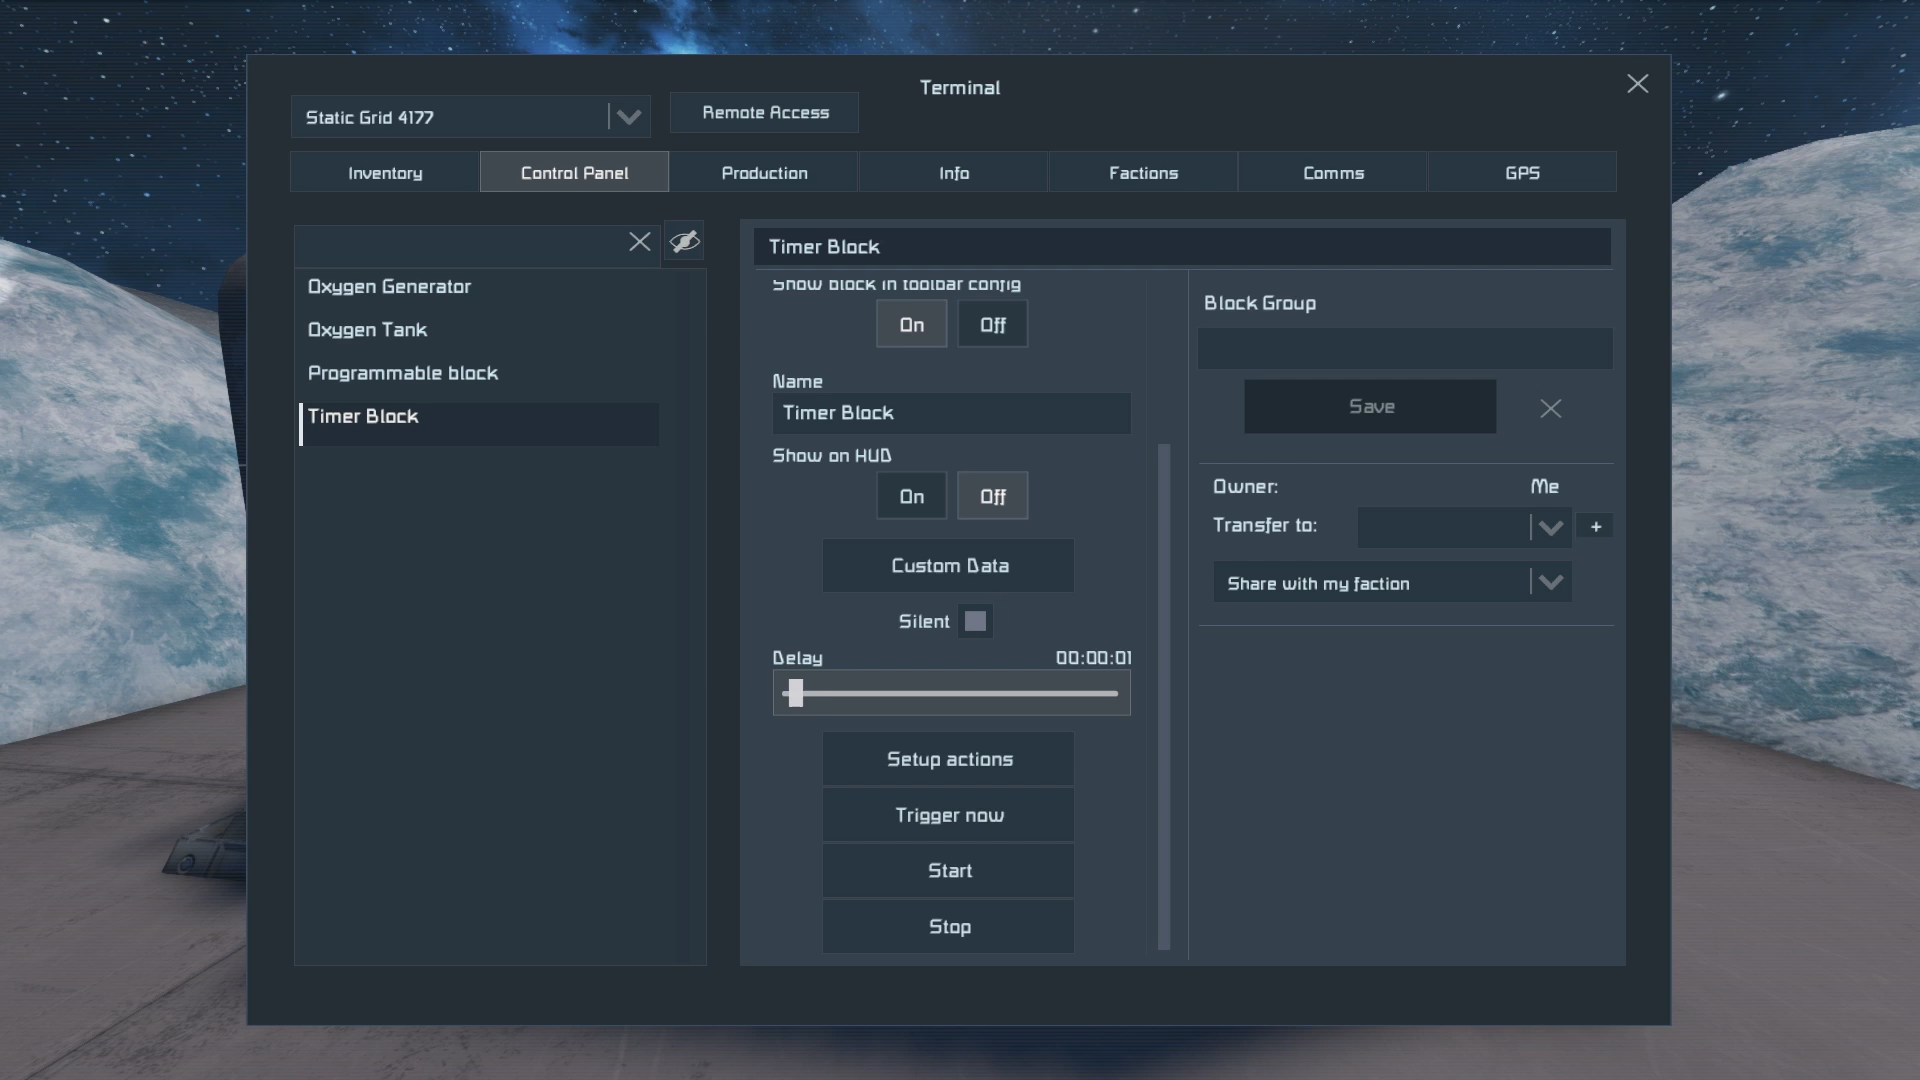 Terminal
Static Grid 4177
Remote Access
Inventory
Control Panel
Production
Info
Factions
Comms
GPS
Oxygen Generator
Oxygen Tank
Programmable block
Timer Block
Timer Block
Show block in toolbar config
On
Off
Name
Timer Block
Show on HUD
On
Off
Custom Data
Silent
Delay
00:00:01
Setup actions
Trigger now
Start
Stop
Block Group
Save
Owner:
Me
Transfer to:
+
Share with my faction